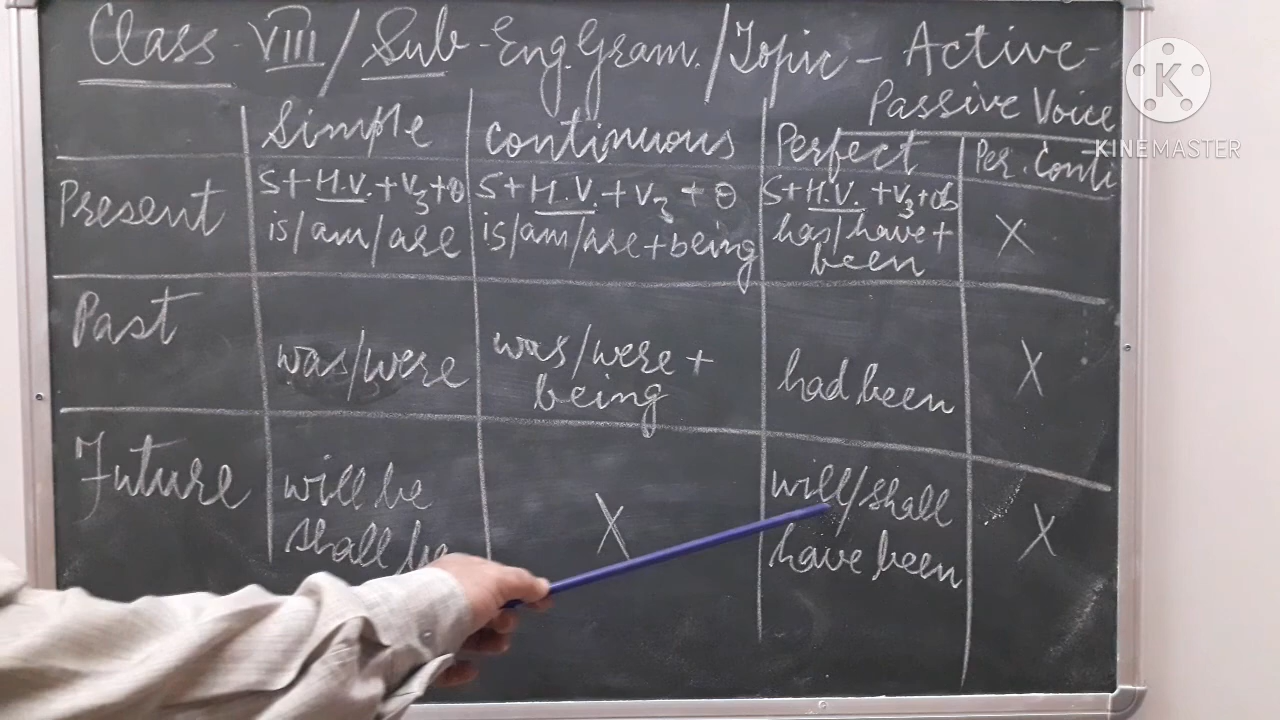 Class - VIII / Sub - Eng. Gram. / Topic - Active -
Passive Voice
K
KINEMASTER
Simple continuous Perfect Per. Conti
Present S+H.V.+V3+O S+H.V.+V3+O S+H.V.+V3+Ob
is/am/are is/am/are+being has/have+
been X
Past
was/were was/were + had been X
being
Future will be X will/shall X
shall be have been